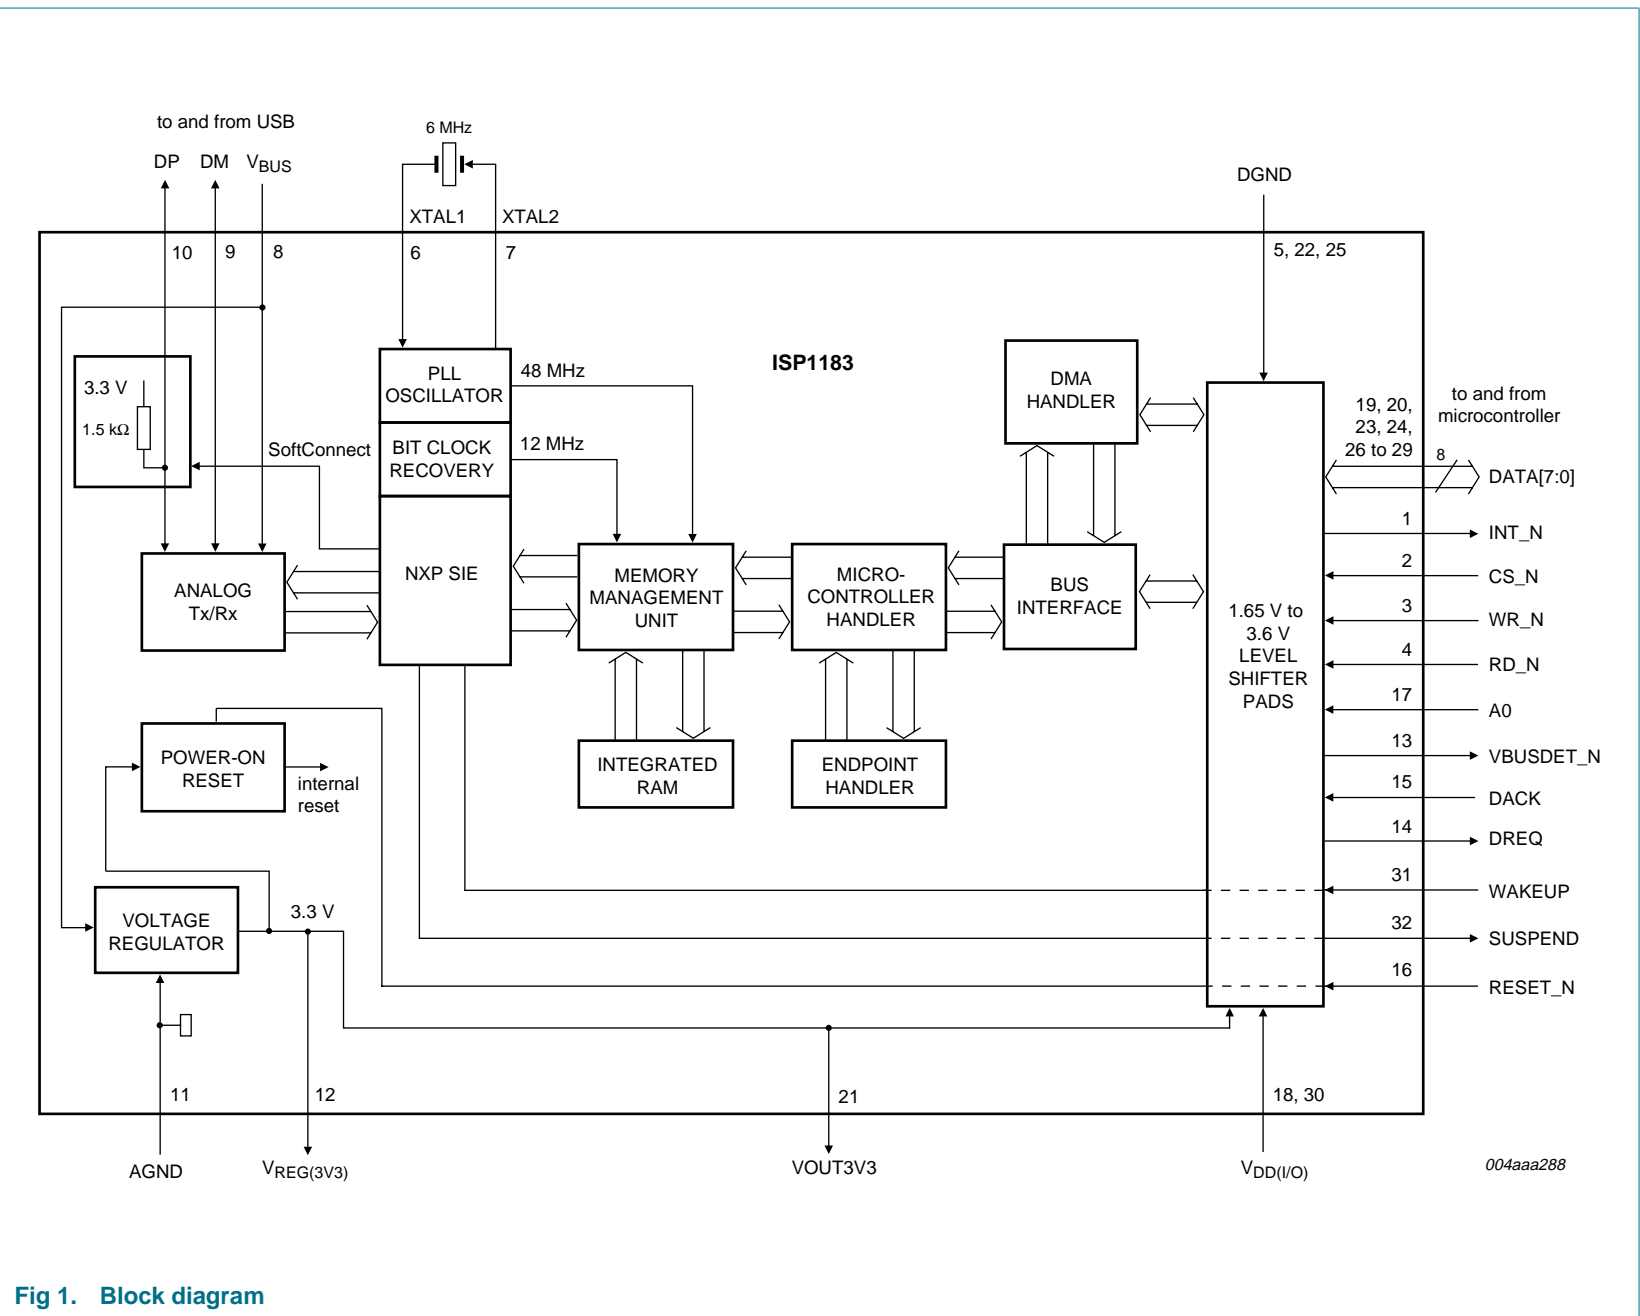 to and from USB
DP
DM
VBUS
6 MHz
XTAL1
XTAL2
DGND
10
9
8
6
7
5, 22, 25
ISP1183
3.3 V
1.5 kΩ
SoftConnect
PLL
OSCILLATOR
48 MHz
BIT CLOCK
RECOVERY
12 MHz
NXP SIE
DMA
HANDLER
to and from
microcontroller
19, 20,
23, 24,
26 to 29
8
DATA[7:0]
ANALOG
Tx/Rx
MEMORY
MANAGEMENT
UNIT
MICRO-
CONTROLLER
HANDLER
BUS
INTERFACE
1.65 V to
3.6 V
LEVEL
SHIFTER
PADS
1
INT_N
2
CS_N
3
WR_N
4
RD_N
17
A0
13
VBUSDET_N
15
DACK
14
DREQ
31
WAKEUP
32
SUSPEND
16
RESET_N
POWER-ON
RESET
internal
reset
INTEGRATED
RAM
ENDPOINT
HANDLER
VOLTAGE
REGULATOR
3.3 V
11
12
21
18, 30
AGND
VREG(3V3)
VOUT3V3
VDD(I/O)
004aaa288
Fig 1. Block diagram